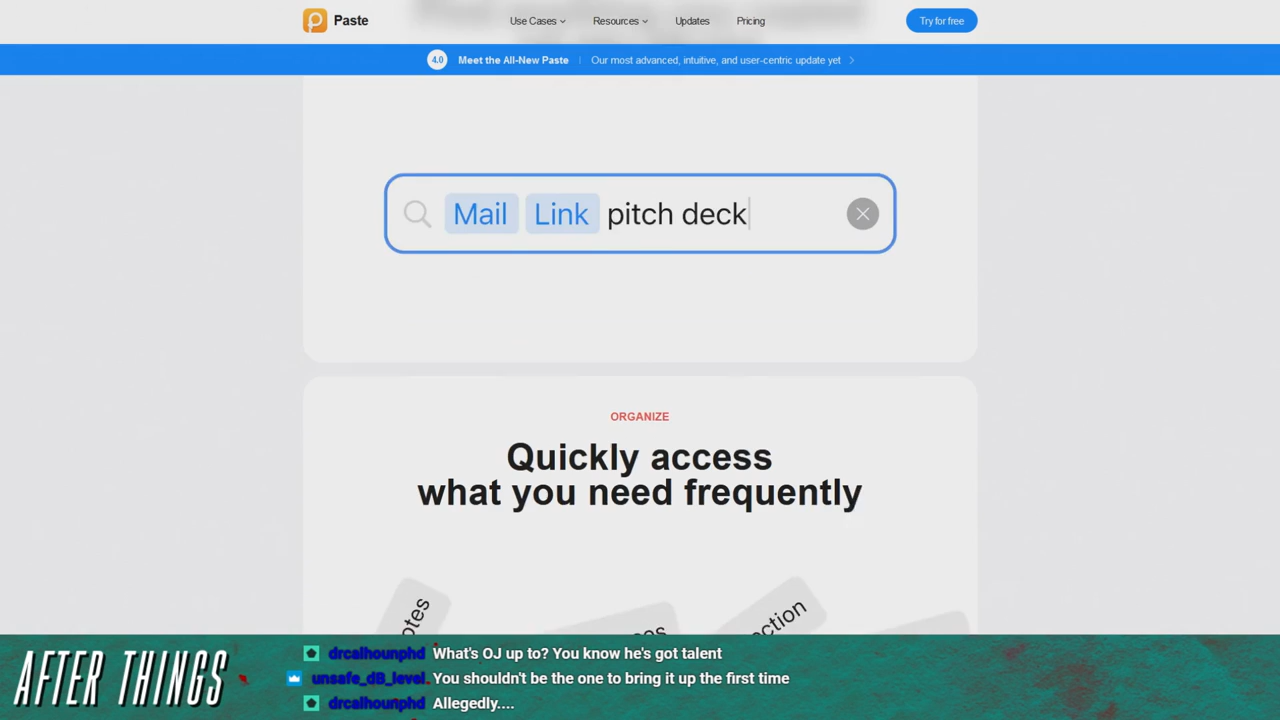 Paste
Use Cases
Resources
Updates
Pricing
Try for free
4.0 Meet the All-New Paste | Our most advanced, intuitive, and user-centric update yet
Mail Link pitch deck
ORGANIZE
Quickly access
what you need frequently
AFTER THINGS
drcalhounphd What's OJ up to? You know he's got talent
unsafe_dB_level. You shouldn't be the one to bring it up the first time
drcalhounphd Allegedly....